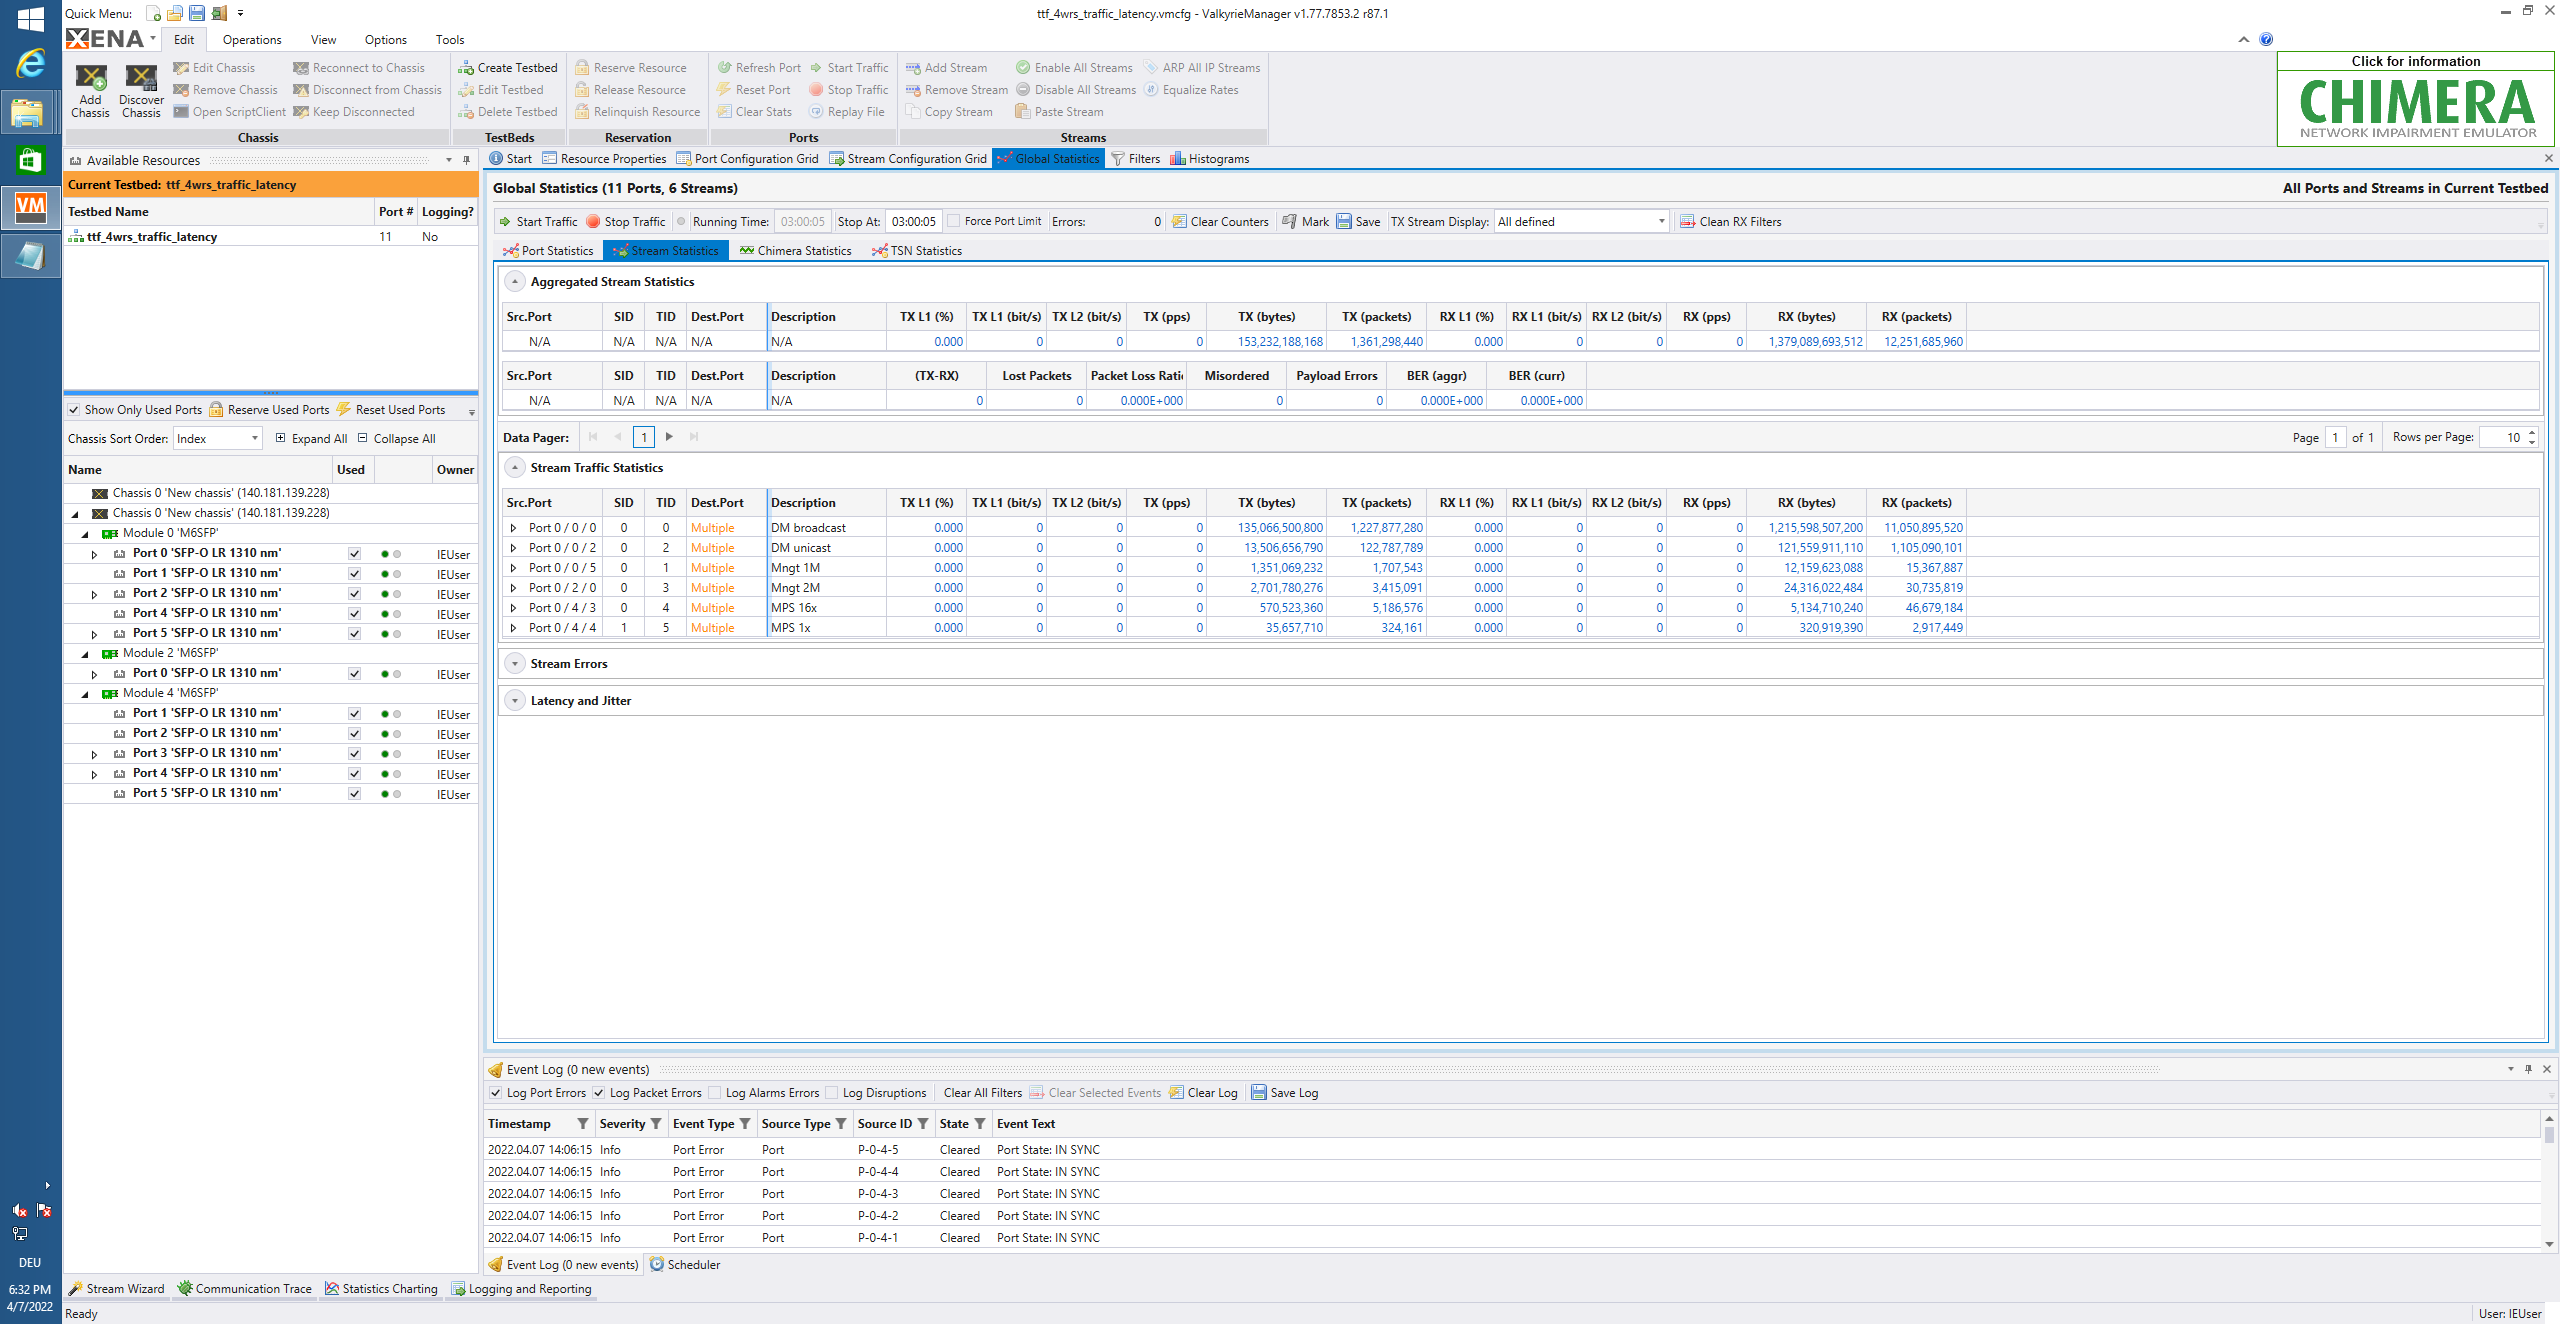 Quick Menu:
ttf_4wrs_traffic_latency.vmcfg - ValkyrieManager v1.77.7853.2 r87.1
XENA Edit Operations View Options Tools
Add Chassis
Discover Chassis
Edit Chassis
Remove Chassis
Open ScriptClient
Reconnect to Chassis
Disconnect from Chassis
Keep Disconnected
Chassis
Create Testbed
Edit Testbed
Delete Testbed
TestBeds
Reserve Resource
Release Resource
Relinquish Resource
Reservation
Refresh Port
Reset Port
Clear Stats
Start Traffic
Stop Traffic
Replay File
Ports
Add Stream
Remove Stream
Copy Stream
Enable All Streams
Disable All Streams
Paste Stream
ARP All IP Streams
Equalize Rates
Streams
Click for information
CHIMERA
NETWORK IMPAIRMENT EMULATOR
Available Resources
Current Testbed: ttf_4wrs_traffic_latency
Testbed Name Port # Logging?
ttf_4wrs_traffic_latency 11 No
Show Only Used Ports Reserve Used Ports Reset Used Ports
Chassis Sort Order: Index Expand All Collapse All
Name Used Owner
Chassis 0 'New chassis' (140.181.139.228)
Chassis 0 'New chassis' (140.181.139.228)
Module 0 'M6SFP'
Port 0 'SFP-O LR 1310 nm' IEUser
Port 1 'SFP-O LR 1310 nm' IEUser
Port 2 'SFP-O LR 1310 nm' IEUser
Port 4 'SFP-O LR 1310 nm' IEUser
Port 5 'SFP-O LR 1310 nm' IEUser
Module 2 'M6SFP'
Port 0 'SFP-O LR 1310 nm' IEUser
Module 4 'M6SFP'
Port 1 'SFP-O LR 1310 nm' IEUser
Port 2 'SFP-O LR 1310 nm' IEUser
Port 3 'SFP-O LR 1310 nm' IEUser
Port 4 'SFP-O LR 1310 nm' IEUser
Port 5 'SFP-O LR 1310 nm' IEUser
Start Resource Properties Port Configuration Grid Stream Configuration Grid Global Statistics Filters Histograms
Global Statistics (11 Ports, 6 Streams) All Ports and Streams in Current Testbed
Start Traffic Stop Traffic Running Time: 03:00:05 Stop At: 03:00:05 Force Port Limit Errors: 0 Clear Counters Mark Save TX Stream Display: All defined Clean RX Filters
Port Statistics Stream Statistics Chimera Statistics TSN Statistics
Aggregated Stream Statistics
Src.Port SID TID Dest.Port Description TX L1 (%) TX L1 (bit/s) TX L2 (bit/s) TX (pps) TX (bytes) TX (packets) RX L1 (%) RX L1 (bit/s) RX L2 (bit/s) RX (pps) RX (bytes) RX (packets)
N/A N/A N/A N/A N/A 0.000 0 0 0 153,232,188,168 1,361,298,440 0.000 0 0 0 1,379,089,693,512 12,251,685,960
Src.Port SID TID Dest.Port Description (TX-RX) Lost Packets Packet Loss Rati Misordered Payload Errors BER (aggr) BER (curr)
N/A N/A N/A N/A N/A 0 0 0.000E+000 0 0 0.000E+000 0.000E+000
Data Pager: 1 Page 1 of 1 Rows per Page: 10
Stream Traffic Statistics
Src.Port SID TID Dest.Port Description TX L1 (%) TX L1 (bit/s) TX L2 (bit/s) TX (pps) TX (bytes) TX (packets) RX L1 (%) RX L1 (bit/s) RX L2 (bit/s) RX (pps) RX (bytes) RX (packets)
Port 0 / 0 / 0 0 0 Multiple DM broadcast 0.000 0 0 0 135,066,500,800 1,227,877,280 0.000 0 0 0 1,215,598,507,200 11,050,895,520
Port 0 / 0 / 2 0 2 Multiple DM unicast 0.000 0 0 0 13,506,656,790 122,787,789 0.000 0 0 0 121,559,911,110 1,105,090,101
Port 0 / 0 / 5 0 1 Multiple Mngt 1M 0.000 0 0 0 1,351,069,232 1,707,543 0.000 0 0 0 12,159,623,088 15,367,887
Port 0 / 2 / 0 0 3 Multiple Mngt 2M 0.000 0 0 0 2,701,780,276 3,415,091 0.000 0 0 0 24,316,022,484 30,735,819
Port 0 / 4 / 3 0 4 Multiple MPS 16x 0.000 0 0 0 570,523,360 5,186,576 0.000 0 0 0 5,134,710,240 46,679,184
Port 0 / 4 / 4 1 5 Multiple MPS 1x 0.000 0 0 0 35,657,710 324,161 0.000 0 0 0 320,919,390 2,917,449
Stream Errors
Latency and Jitter
Event Log (0 new events)
Log Port Errors Log Packet Errors Log Alarms Errors Log Disruptions Clear All Filters Clear Selected Events Clear Log Save Log
Timestamp Severity Event Type Source Type Source ID State Event Text
2022.04.07 14:06:15 Info Port Error Port P-0-4-5 Cleared Port State: IN SYNC
2022.04.07 14:06:15 Info Port Error Port P-0-4-4 Cleared Port State: IN SYNC
2022.04.07 14:06:15 Info Port Error Port P-0-4-3 Cleared Port State: IN SYNC
2022.04.07 14:06:15 Info Port Error Port P-0-4-2 Cleared Port State: IN SYNC
2022.04.07 14:06:15 Info Port Error Port P-0-4-1 Cleared Port State: IN SYNC
Event Log (0 new events) Scheduler
Stream Wizard Communication Trace Statistics Charting Logging and Reporting
Ready User: IEUser
VM
DEU
6:32 PM
4/7/2022